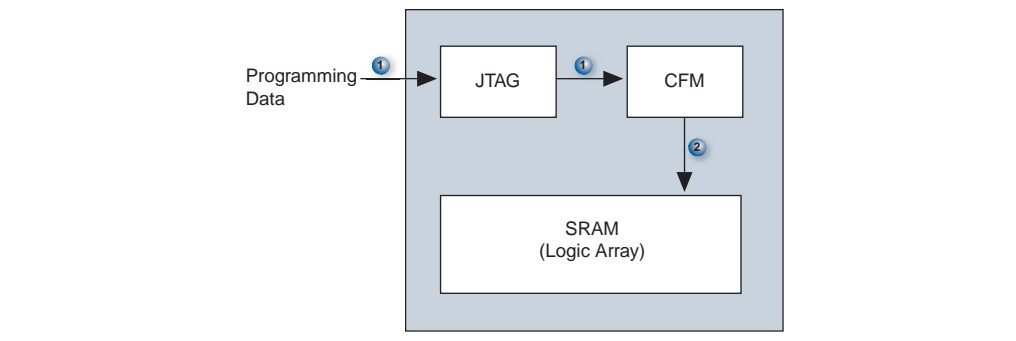 1
1
Programming
Data
JTAG
CFM
2
SRAM
(Logic Array)